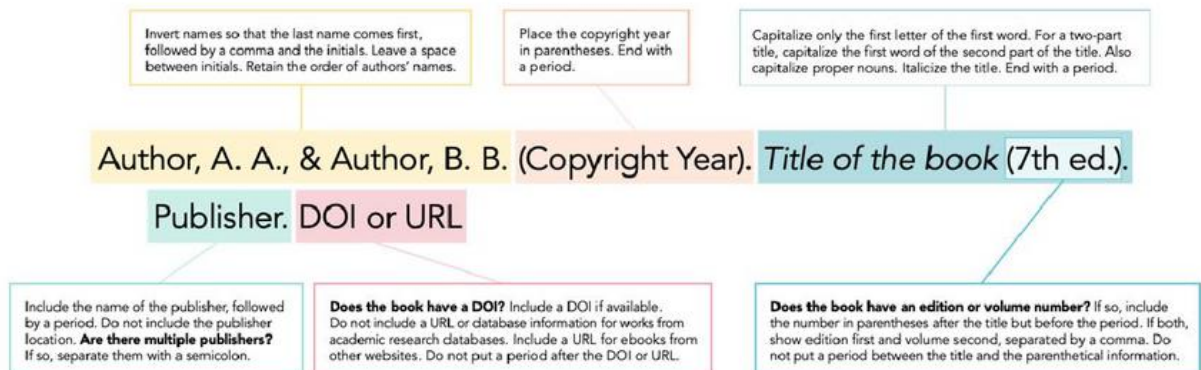 Invert names so that the last name comes first,
followed by a comma and the initials. Leave a space
between initials. Retain the order of authors' names.
Place the copyright year
in parentheses. End with
a period.
Capitalize only the first letter of the first word. For a two-part
title, capitalize the first word of the second part of the title. Also
capitalize proper nouns. Italicize the title. End with a period.
Author, A. A., & Author, B. B. (Copyright Year). Title of the book (7th ed.).
Publisher. DOI or URL
Include the name of the publisher, followed
by a period. Do not include the publisher
location. Are there multiple publishers?
If so, separate them with a semicolon.
Does the book have a DOI? Include a DOI if available.
Do not include a URL or database information for works from
academic research databases. Include a URL for ebooks from
other websites. Do not put a period after the DOI or URL.
Does the book have an edition or volume number? If so, include
the number in parentheses after the title but before the period. If both,
show edition first and volume second, separated by a comma. Do
not put a period between the title and the parenthetical information.